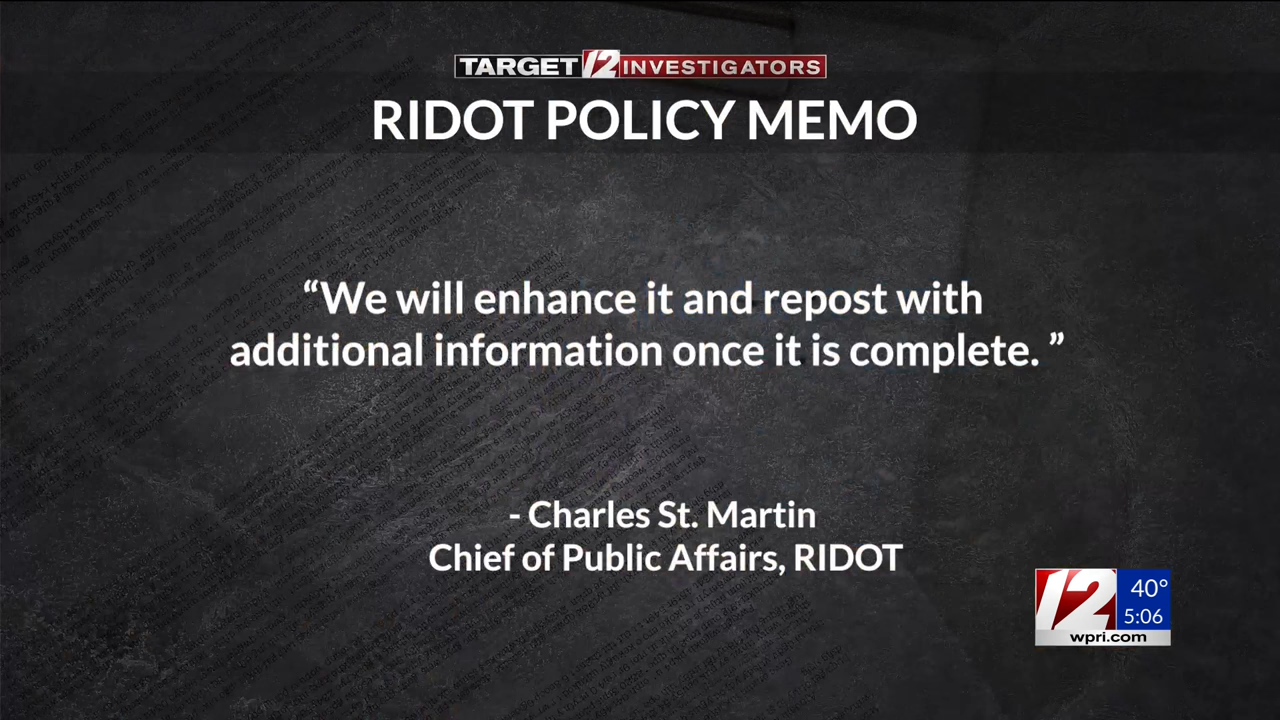 TARGET 12 INVESTIGATORS
RIDOT POLICY MEMO
“We will enhance it and repost with
additional information once it is complete. ”
- Charles St. Martin
Chief of Public Affairs, RIDOT
12
40°
5:06
wpri.com